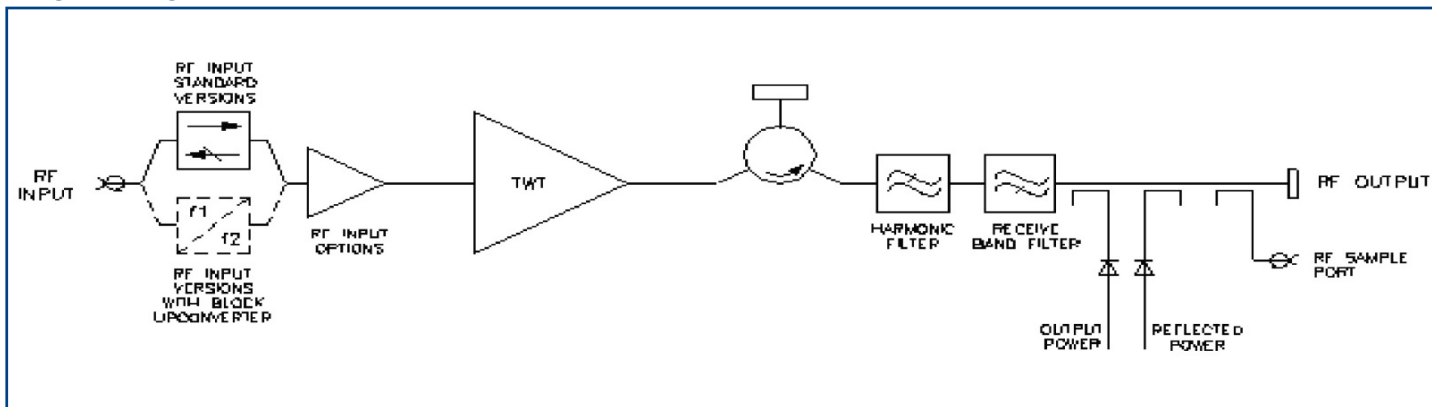 RF INPUT
STANDARD
VERSIONS
RF
INPUT
f1
f2
RF INPUT
VERSIONS
WITH BLOCK
UPCONVERTER
RF INPUT
OPTIONS
TWT
HARMONIC
FILTER
RECEIVE
BAND FILTER
RF OUTPUT
RF SAMPLE
PORT
OUTPUT
POWER
REFLECTED
POWER